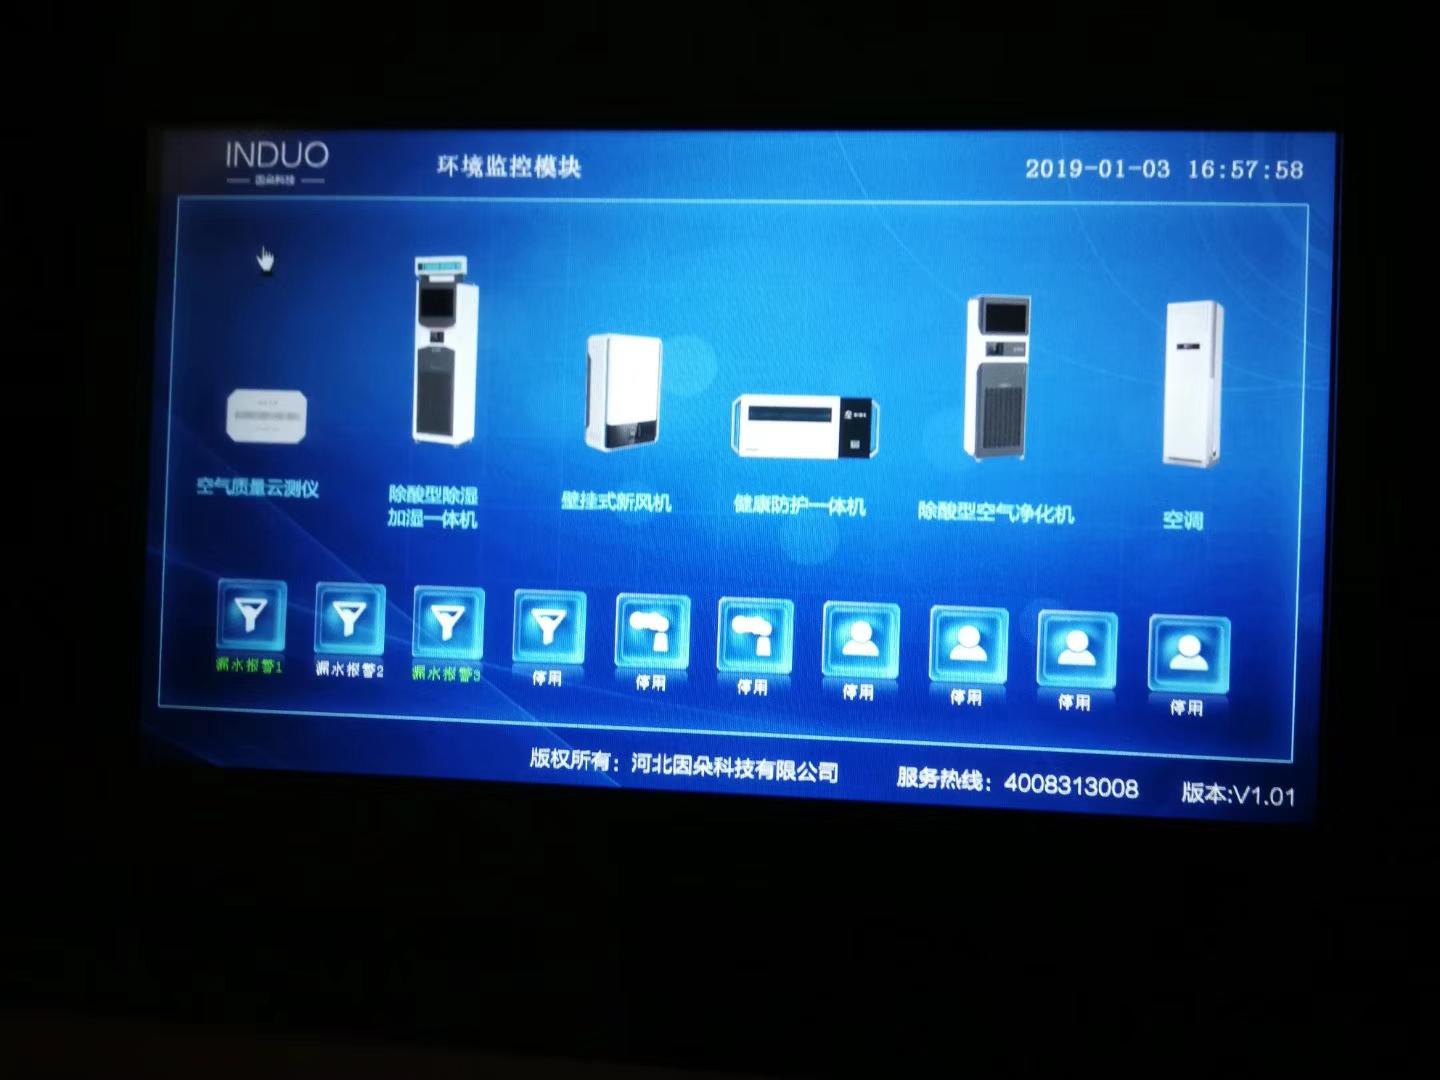 INDUO
因朵科技
环境监控模块
2019-01-03 16:57:58
空气质量云测仪
除酸型除湿
加湿一体机
壁挂式新风机
健康防护一体机
除酸型空气净化机
空调
漏水报警1
漏水报警2
漏水报警3
停用
停用
停用
停用
停用
停用
停用
版权所有：河北因朵科技有限公司
服务热线：4008313008
版本:V1.01